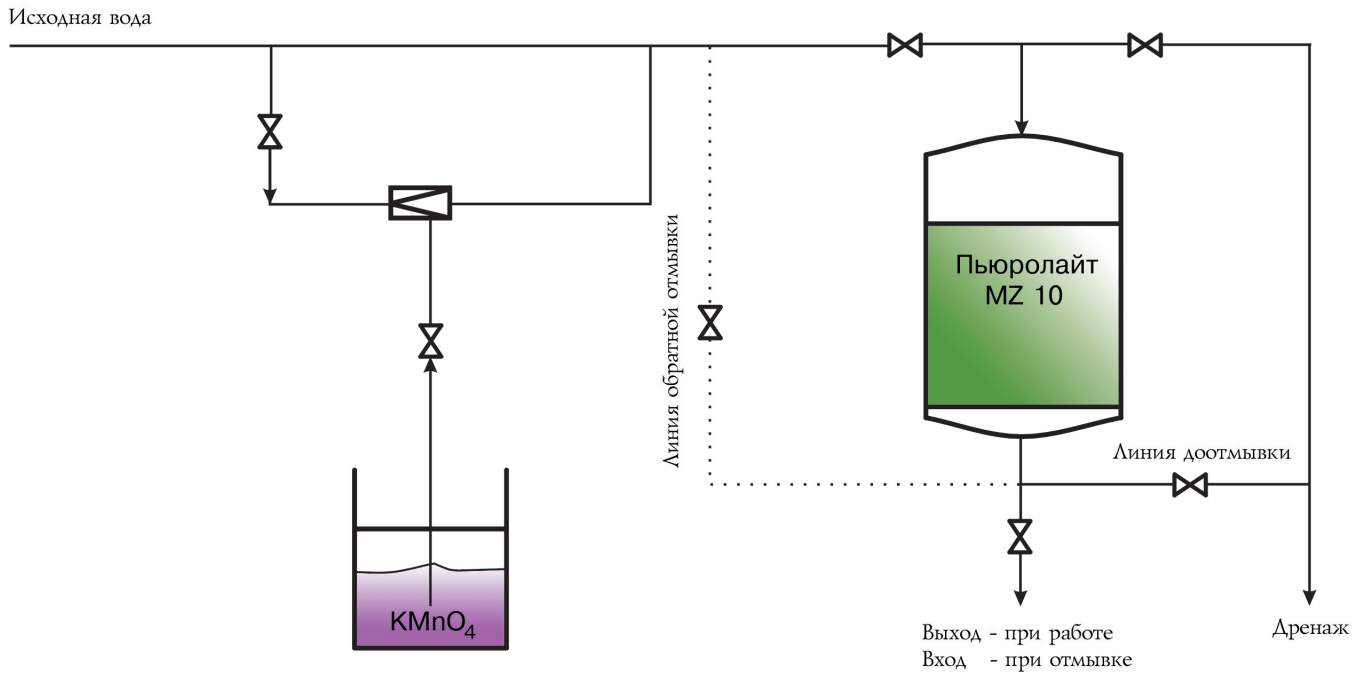 Исходная вода
Линия обратной отмывки
Пьюролайт
MZ 10
Линия доотмывки
KMnO₄
Выход - при работе
Вход - при отмывке
Дренаж